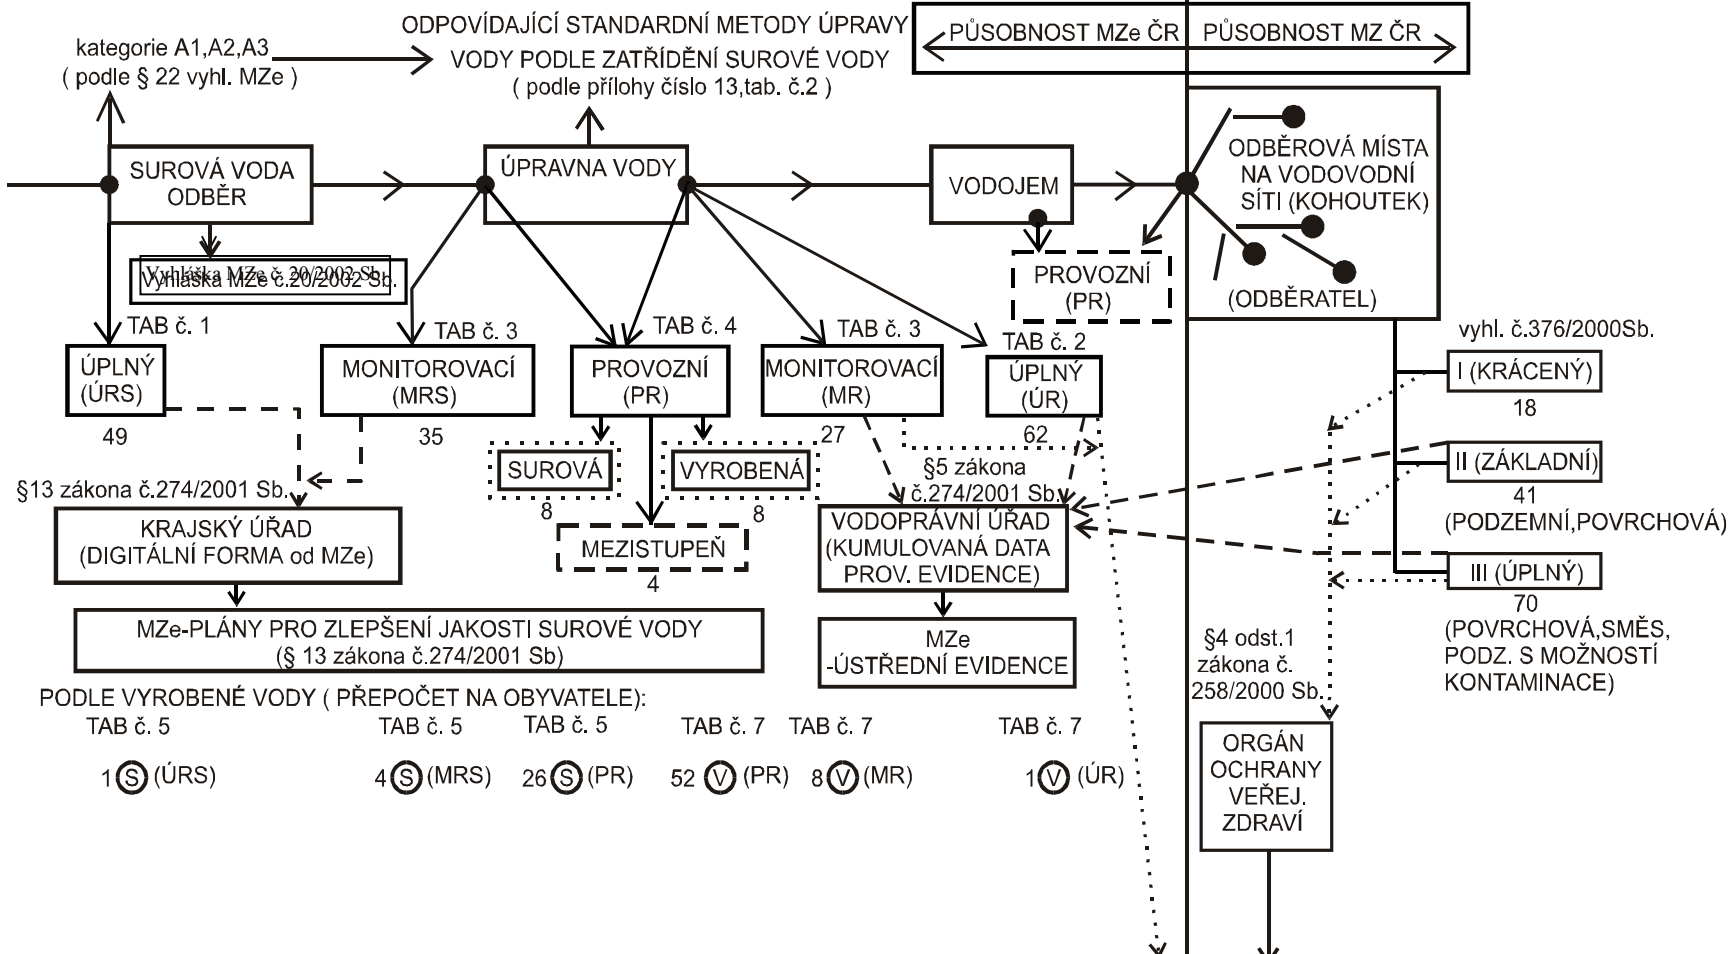 ODPOVÍDAJÍCÍ STANDARDNÍ METODY ÚPRAVY
VODY PODLE ZATŘÍDĚNÍ SUROVÉ VODY
( podle přílohy číslo 13,tab. č.2 )
kategorie A1,A2,A3
( podle § 22 vyhl. MZe )
PŮSOBNOST MZe ČR
PŮSOBNOST MZ ČR
SUROVÁ VODA
ODBĚR
ÚPRAVNA VODY
VODOJEM
ODBĚROVÁ MÍSTA
NA VODOVODNÍ
SÍTI (KOHOUTEK)
(ODBĚRATEL)
Vyhláška MZe č. 20/2002 Sb.
Vyhláška MZe č.20/2002 Sb.
PROVOZNÍ
(PR)
TAB č. 1
ÚPLNÝ
(ÚRS)
49
TAB č. 3
MONITOROVACÍ
(MRS)
35
TAB č. 4
PROVOZNÍ
(PR)
TAB č. 3
MONITOROVACÍ
(MR)
27
TAB č. 2
ÚPLNÝ
(ÚR)
62
vyhl. č.376/2000Sb.
I (KRÁCENÝ)
18
II (ZÁKLADNÍ)
41
(PODZEMNÍ,POVRCHOVÁ)
III (ÚPLNÝ)
70
(POVRCHOVÁ,SMĚS,
PODZ. S MOŽNOSTÍ
KONTAMINACE)
SUROVÁ
8
VYROBENÁ
8
MEZISTUPEŇ
4
§13 zákona č.274/2001 Sb.
KRAJSKÝ ÚŘAD
(DIGITÁLNÍ FORMA od MZe)
§5 zákona
č.274/2001 Sb.
VODOPRÁVNÍ ÚŘAD
(KUMULOVANÁ DATA
PROV. EVIDENCE)
MZe-PLÁNY PRO ZLEPŠENÍ JAKOSTI SUROVÉ VODY
(§ 13 zákona č.274/2001 Sb)
MZe
-ÚSTŘEDNÍ EVIDENCE
§4 odst.1
zákona č.
258/2000 Sb.
ORGÁN
OCHRANY
VEŘEJ.
ZDRAVÍ
PODLE VYROBENÉ VODY ( PŘEPOČET NA OBYVATELE):
TAB č. 5 TAB č. 5 TAB č. 5 TAB č. 7 TAB č. 7 TAB č. 7
1 S (ÚRS) 4 S (MRS) 26 S (PR) 52 V (PR) 8 V (MR) 1 V (ÚR)